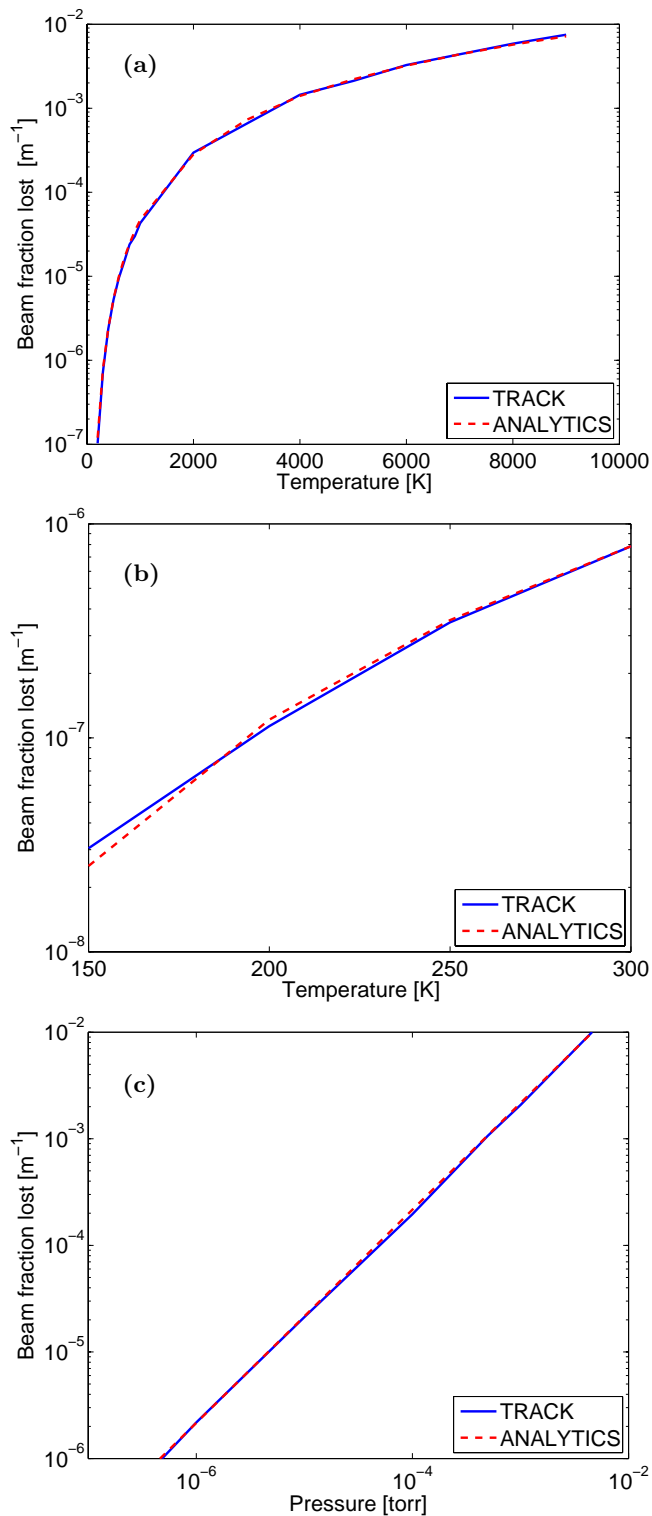 10⁻²
(a)
10⁻³
10⁻⁴
10⁻⁵
10⁻⁶
10⁻⁷
Beam fraction lost [m⁻¹]
TRACK
ANALYTICS
0 2000 4000 6000 8000 10000
Temperature [K]
10⁻⁶
(b)
10⁻⁷
10⁻⁸
Beam fraction lost [m⁻¹]
TRACK
ANALYTICS
150 200 250 300
Temperature [K]
10⁻²
(c)
10⁻³
10⁻⁴
10⁻⁵
10⁻⁶
Beam fraction lost [m⁻¹]
TRACK
ANALYTICS
10⁻⁶ 10⁻⁴ 10⁻²
Pressure [torr]